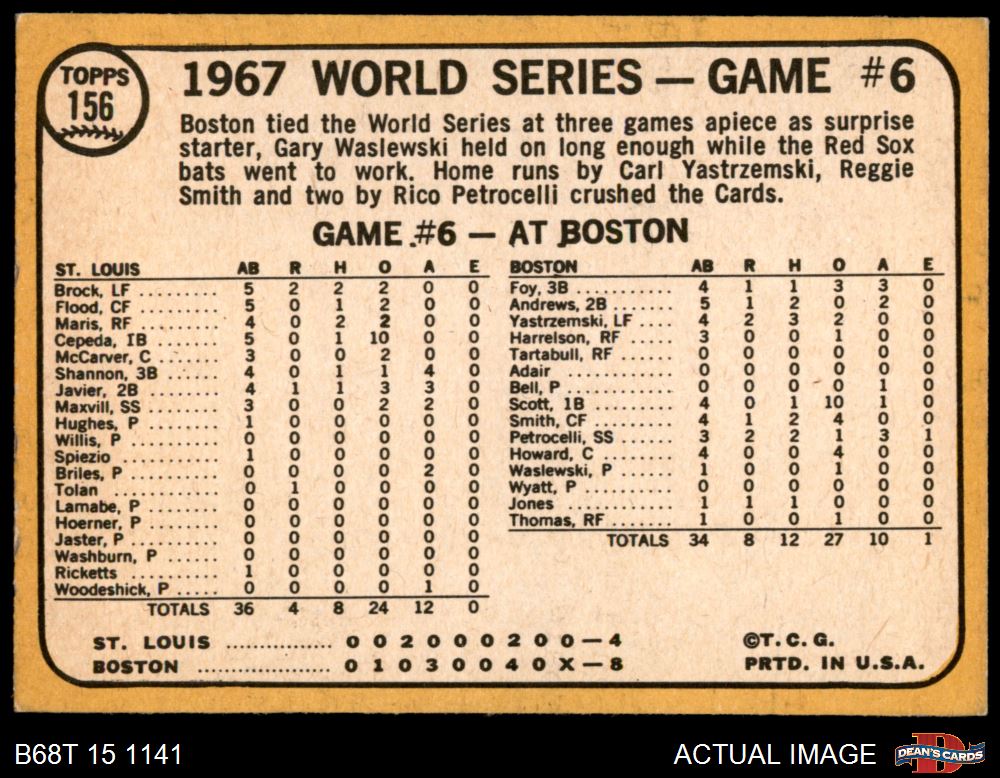 TOPPS
156
1967 WORLD SERIES — GAME #6
Boston tied the World Series at three games apiece as surprise
starter, Gary Waslewski held on long enough while the Red Sox
bats went to work. Home runs by Carl Yastrzemski, Reggie
Smith and two by Rico Petrocelli crushed the Cards.
GAME #6 — AT BOSTON
ST. LOUIS AB R H O A E
Brock, LF .......... 5 2 2 2 0 0
Flood, CF .......... 5 0 1 2 0 0
Maris, RF .......... 4 0 2 2 0 0
Cepeda, 1B ........ 5 0 1 10 0 0
McCarver, C ....... 3 0 0 2 0 0
Shannon, 3B ...... 4 0 1 1 4 0
Javier, 2B .......... 4 1 1 3 3 0
Maxvill, SS ......... 3 0 0 2 2 0
Hughes, P .......... 1 0 0 0 0 0
Willis, P ............ 0 0 0 0 0 0
Spiezio ............. 1 0 0 0 0 0
Briles, P ............ 0 0 0 0 2 0
Tolan ............... 0 1 0 0 0 0
Lamabe, P ......... 0 0 0 0 0 0
Hoerner, P ......... 0 0 0 0 0 0
Jaster, P ........... 0 0 0 0 0 0
Washburn, P ...... 0 0 0 0 0 0
Ricketts ............ 1 0 0 0 0 0
Woodeshick, P ..... 0 0 0 0 1 0
TOTALS 36 4 8 24 12 0
BOSTON AB R H O A E
Foy, 3B ............. 4 1 1 3 3 0
Andrews, 2B ....... 5 1 2 0 2 0
Yastrzemski, LF .... 4 2 3 2 0 0
Harrelson, RF ...... 3 0 0 1 0 0
Tartabull, RF ....... 0 0 0 0 0 0
Adair ............... 0 0 0 0 0 0
Bell, P .............. 0 0 0 0 1 0
Scott, 1B ........... 4 0 1 10 1 0
Smith, CF .......... 4 1 2 4 0 0
Petrocelli, SS ...... 3 2 2 1 3 1
Howard, C ......... 4 0 0 4 0 0
Waslewski, P ...... 1 0 0 1 0 0
Wyatt, P ........... 0 0 0 0 0 0
Jones ............... 1 1 1 0 0 0
Thomas, RF ....... 1 0 0 1 0 0
TOTALS 34 8 12 27 10 1
ST. LOUIS ................ 0 0 2 0 0 0 2 0 0 — 4
BOSTON ................ 0 1 0 3 0 0 4 0 X — 8
©T.C.G.
PRTD. IN U.S.A.
B68T 15 1141
ACTUAL IMAGE
DEAN'S CARDS